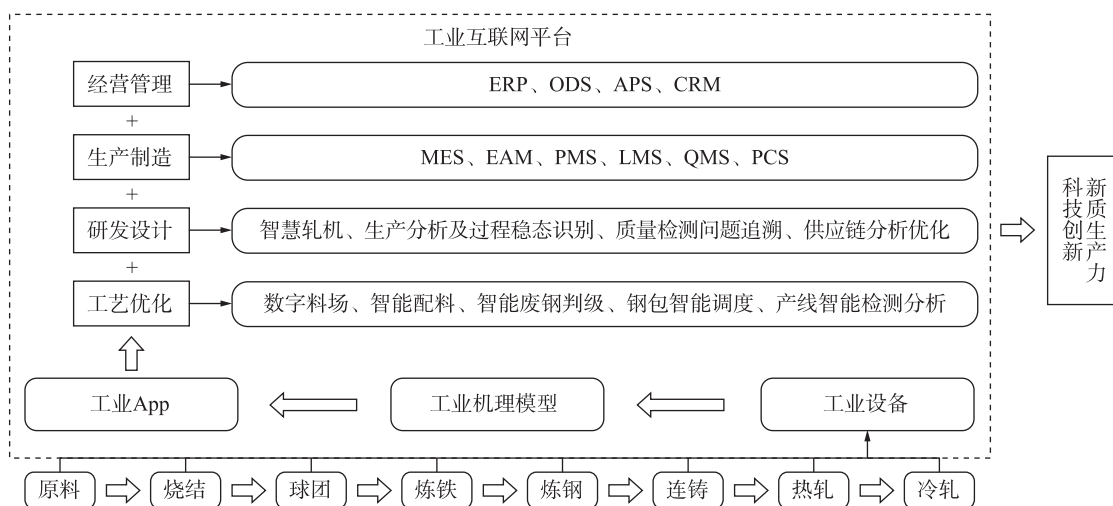 工业互联网平台
经营管理
ERP、ODS、APS、CRM
+
生产制造
MES、EAM、PMS、LMS、QMS、PCS
+
研发设计
智慧轧机、生产分析及过程稳态识别、质量检测问题追溯、供应链分析优化
+
工艺优化
数字料场、智能配料、智能废钢判级、钢包智能调度、产线智能检测分析
新质生产力
科技创新
工业App
工业机理模型
工业设备
原料
烧结
球团
炼铁
炼钢
连铸
热轧
冷轧